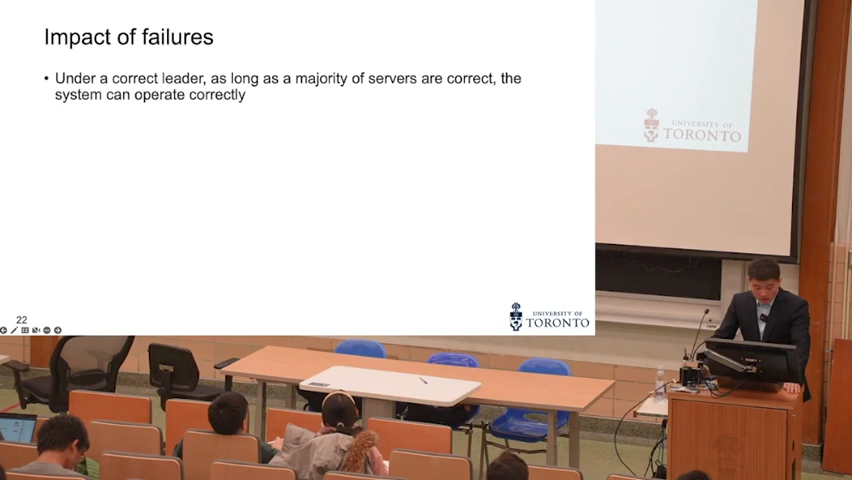 Impact of failures
• Under a correct leader, as long as a majority of servers are correct, the
system can operate correctly
22
UNIVERSITY OF
TORONTO
UNIVERSITY OF
TORONTO